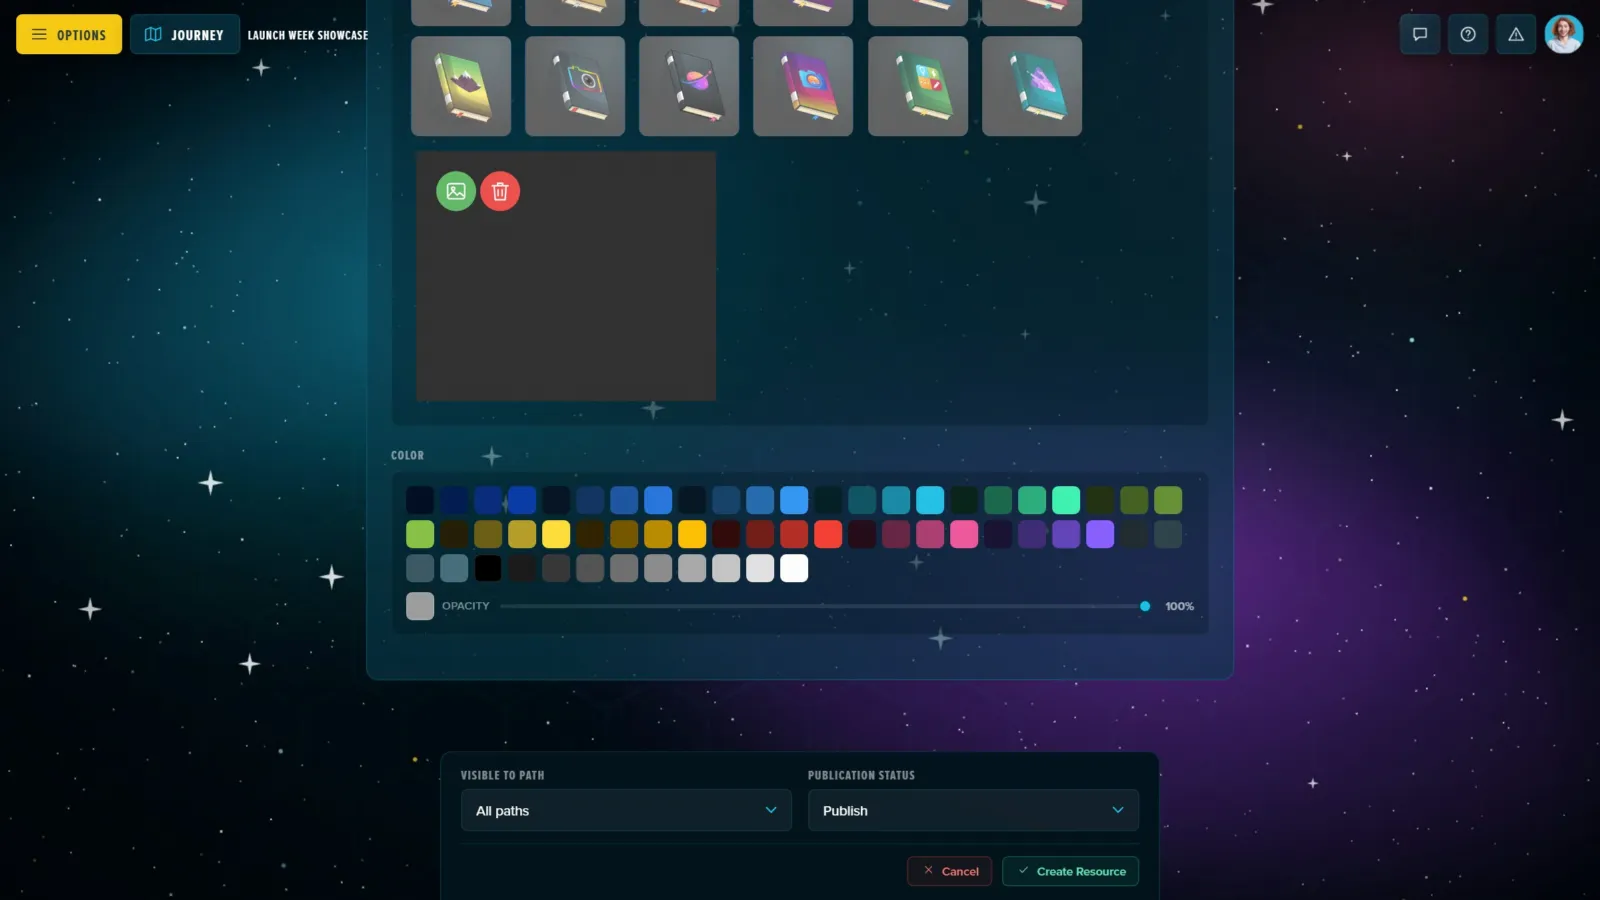 OPTIONS
JOURNEY
LAUNCH WEEK SHOWCASE
COLOR
OPACITY
100%
VISIBLE TO PATH
PUBLICATION STATUS
All paths
Publish
Cancel
Create Resource